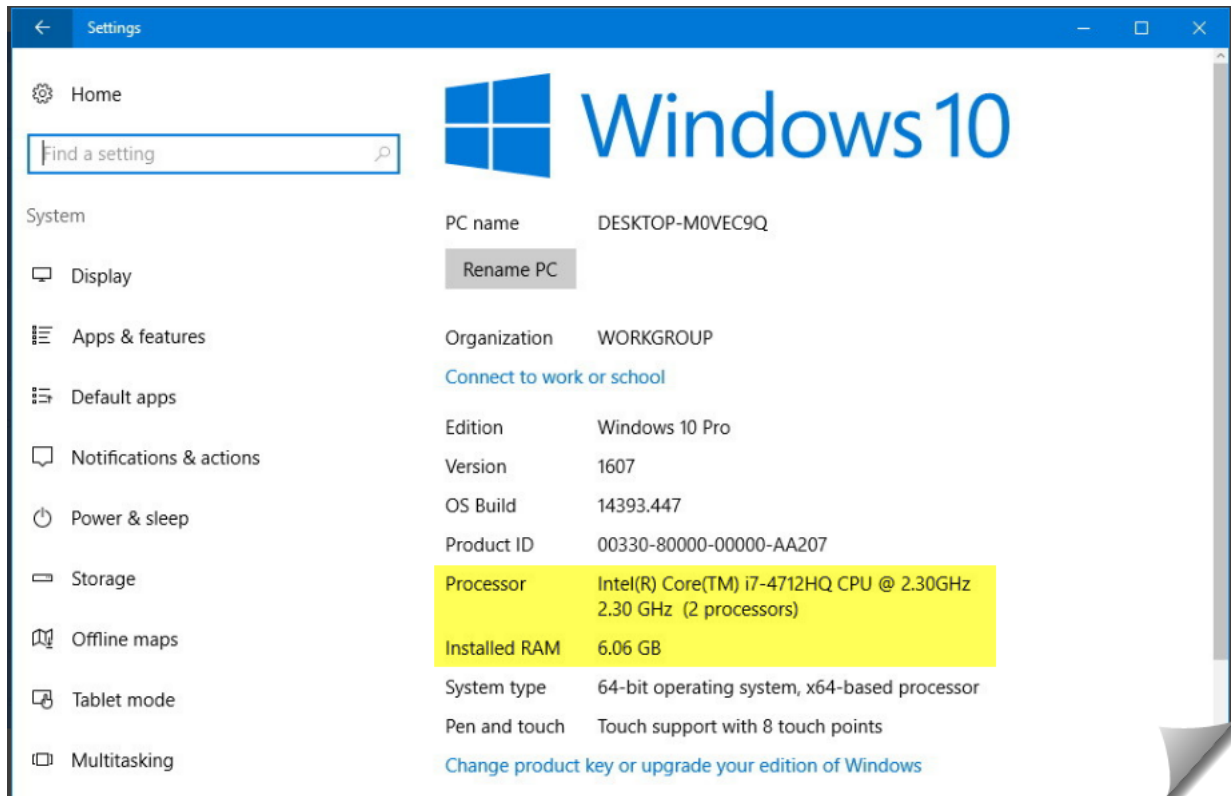 Settings
Home
Find a setting
System
Display
Apps & features
Default apps
Notifications & actions
Power & sleep
Storage
Offline maps
Tablet mode
Multitasking
Windows 10
PC name DESKTOP-M0VEC9Q
Rename PC
Organization WORKGROUP
Connect to work or school
Edition Windows 10 Pro
Version 1607
OS Build 14393.447
Product ID 00330-80000-00000-AA207
Processor Intel(R) Core(TM) i7-4712HQ CPU @ 2.30GHz
2.30 GHz (2 processors)
Installed RAM 6.06 GB
System type 64-bit operating system, x64-based processor
Pen and touch Touch support with 8 touch points
Change product key or upgrade your edition of Windows